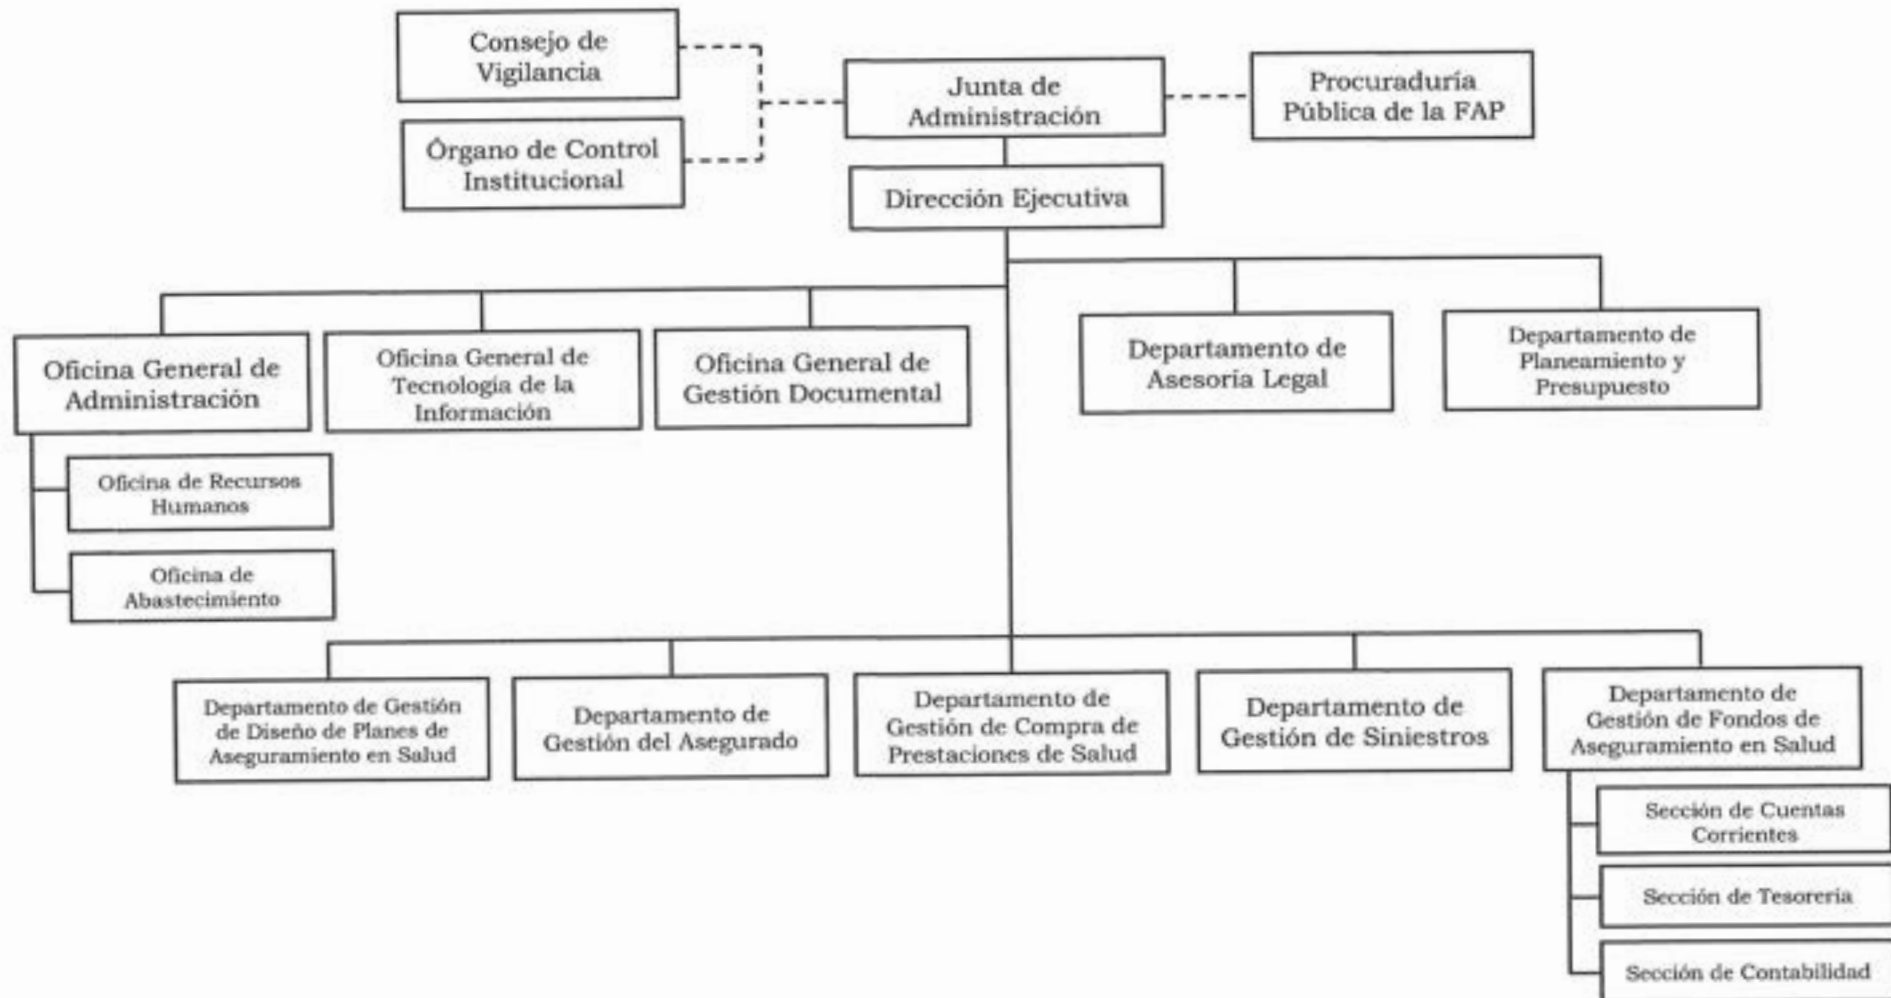 Consejo de
Vigilancia
Órgano de Control
Institucional
Junta de
Administración
Procuraduría
Pública de la FAP
Dirección Ejecutiva
Oficina General de
Administración
Oficina General de
Tecnología de la
Información
Oficina General de
Gestión Documental
Departamento de
Asesoría Legal
Departamento de
Planeamiento y
Presupuesto
Oficina de Recursos
Humanos
Oficina de
Abastecimiento
Departamento de Gestión
de Diseño de Planes de
Aseguramiento en Salud
Departamento de
Gestión del Asegurado
Departamento de
Gestión de Compra de
Prestaciones de Salud
Departamento de
Gestión de Siniestros
Departamento de
Gestión de Fondos de
Aseguramiento en Salud
Sección de Cuentas
Corrientes
Sección de Tesorería
Sección de Contabilidad